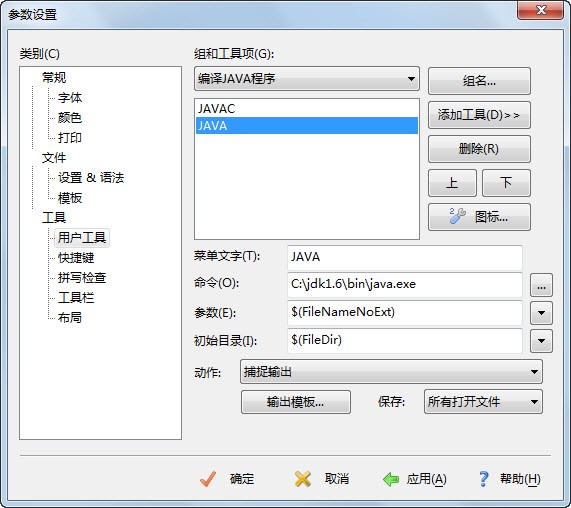 参数设置
类别(C)
常规
字体
颜色
打印
文件
设置 & 语法
模板
工具
用户工具
快捷键
拼写检查
工具栏
布局
组和工具项(G):
编译JAVA程序
组名...
JAVAC
JAVA
添加工具(D)>>
删除(R)
上
下
图标...
菜单文字(T):
JAVA
命令(O):
C:\jdk1.6\bin\java.exe
...
参数(E):
$(FileNameNoExt)
初始目录(I):
$(FileDir)
动作:
捕捉输出
输出模板...
保存:
所有打开文件
确定
取消
应用(A)
帮助(H)